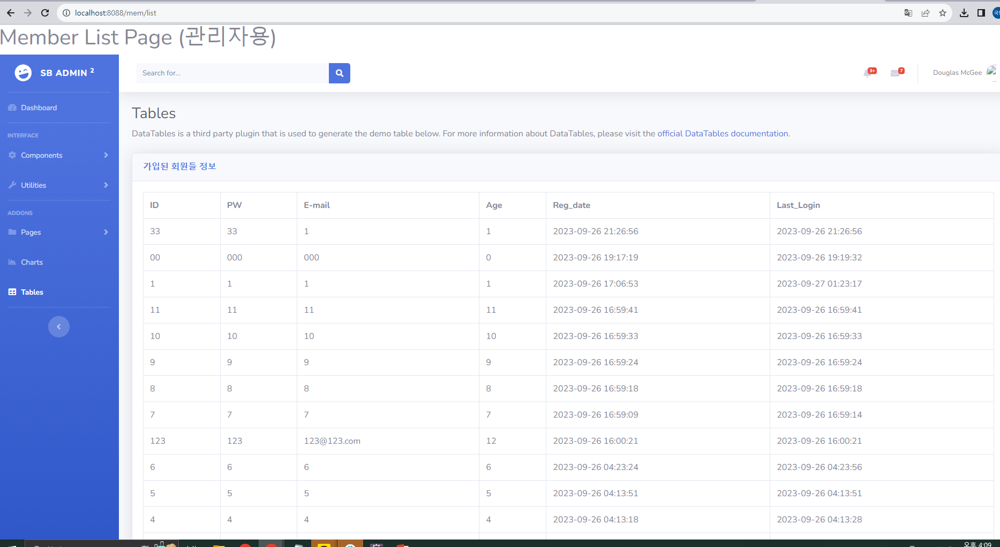 localhost:8088/mem/list
국민
Member List Page (관리자용)
SB ADMIN 2
Search for...
3+
7
Douglas McGee
Dashboard
INTERFACE
Components
Utilities
ADDONS
Pages
Charts
Tables
Tables
DataTables is a third party plugin that is used to generate the demo table below. For more information about DataTables, please visit the official DataTables documentation.
가입된 회원들 정보
ID PW E-mail Age Reg_date Last_Login
33 33 1 1 2023-09-26 21:26:56 2023-09-26 21:26:56
00 000 000 0 2023-09-26 19:17:19 2023-09-26 19:19:32
1 1 1 1 2023-09-26 17:06:53 2023-09-27 01:23:17
11 11 11 11 2023-09-26 16:59:41 2023-09-26 16:59:41
10 10 10 10 2023-09-26 16:59:33 2023-09-26 16:59:33
9 9 9 9 2023-09-26 16:59:24 2023-09-26 16:59:24
8 8 8 8 2023-09-26 16:59:18 2023-09-26 16:59:18
7 7 7 7 2023-09-26 16:59:09 2023-09-26 16:59:14
123 123 123@123.com 12 2023-09-26 16:00:21 2023-09-26 16:00:21
6 6 6 6 2023-09-26 04:23:24 2023-09-26 04:23:56
5 5 5 5 2023-09-26 04:13:51 2023-09-26 04:13:51
4 4 4 4 2023-09-26 04:13:18 2023-09-26 04:13:28
오후 4:09